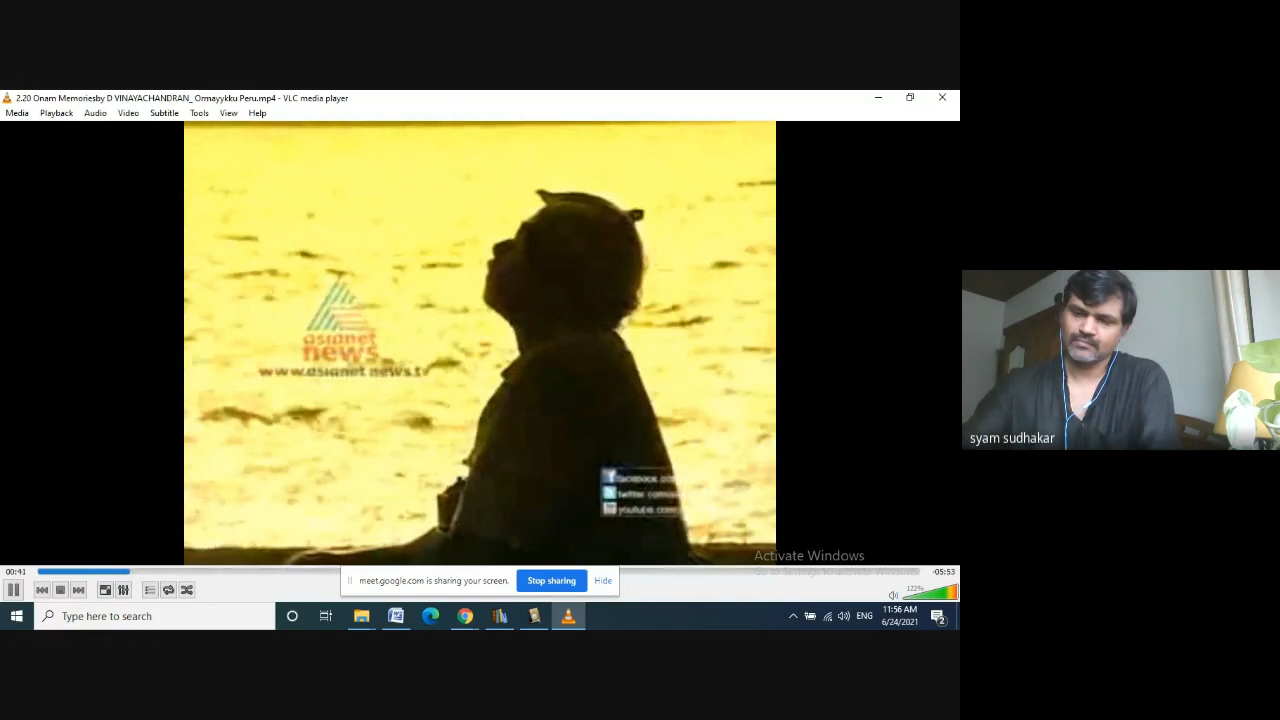 2.20 Onam Memoriesby D VINAYACHANDRAN_ Ormayykku Peru.mp4 - VLC media player
Media Playback Audio Video Subtitle Tools View Help
asianet
news
www.asianet news.tv
syam sudhakar
Activate Windows
00:41
-05:53
meet.google.com is sharing your screen.
Stop sharing
Hide
122%
Type here to search
ENG
11:56 AM
6/24/2021
2